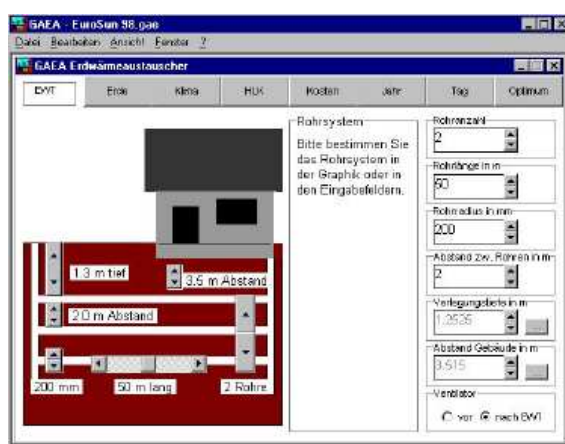 GAEA - EuroSun 98.gao
Datei Bearbeiten Ansicht Fenster ?
GAEA Erdwärmeaustauscher
EWT Erde Klima HLK Kosten Jahr Tag Optimum
Rohrsystem
Bitte bestimmen Sie
das Rohrsystem in
der Graphik oder in
den Eingabefeldern.
1.3 m tief
3.5 m Abstand
2.0 m Abstand
200 mm
50 m lang
2 Rohre
Rohranzahl
2
Rohrlänge in m
50
Rohrradius in mm
200
Abstand zw. Rohren in m
2
Verlegungstiefe in m
1.2525
...
Abstand Gebäude in m
3.515
...
Ventilator
vor nach EWT